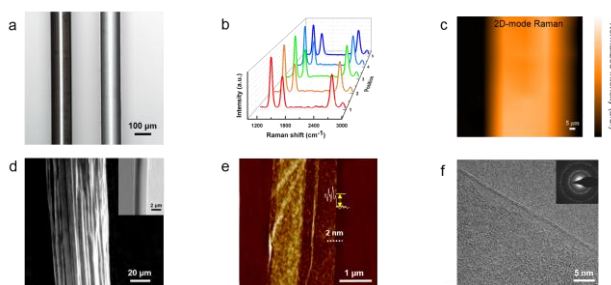 a
100 µm
b
Intensity (a.u.)
1200 1800 2400 3000
Raman shift (cm⁻¹)
Position
c
2D-mode Raman
5 µm
d
2 µm
20 µm
e
2 nm
1 µm
f
5 nm